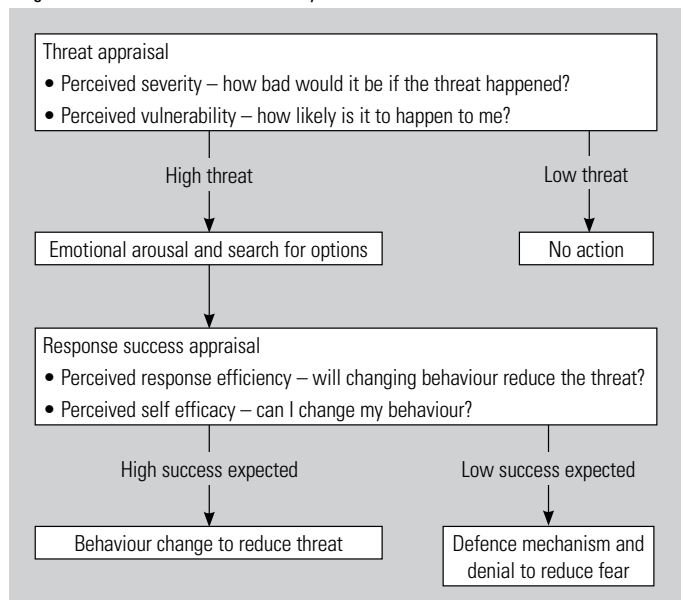 Threat appraisal
• Perceived severity – how bad would it be if the threat happened?
• Perceived vulnerability – how likely is it to happen to me?
High threat
Low threat
Emotional arousal and search for options
No action
Response success appraisal
• Perceived response efficiency – will changing behaviour reduce the threat?
• Perceived self efficacy – can I change my behaviour?
High success expected
Low success expected
Behaviour change to reduce threat
Defence mechanism and
denial to reduce fear